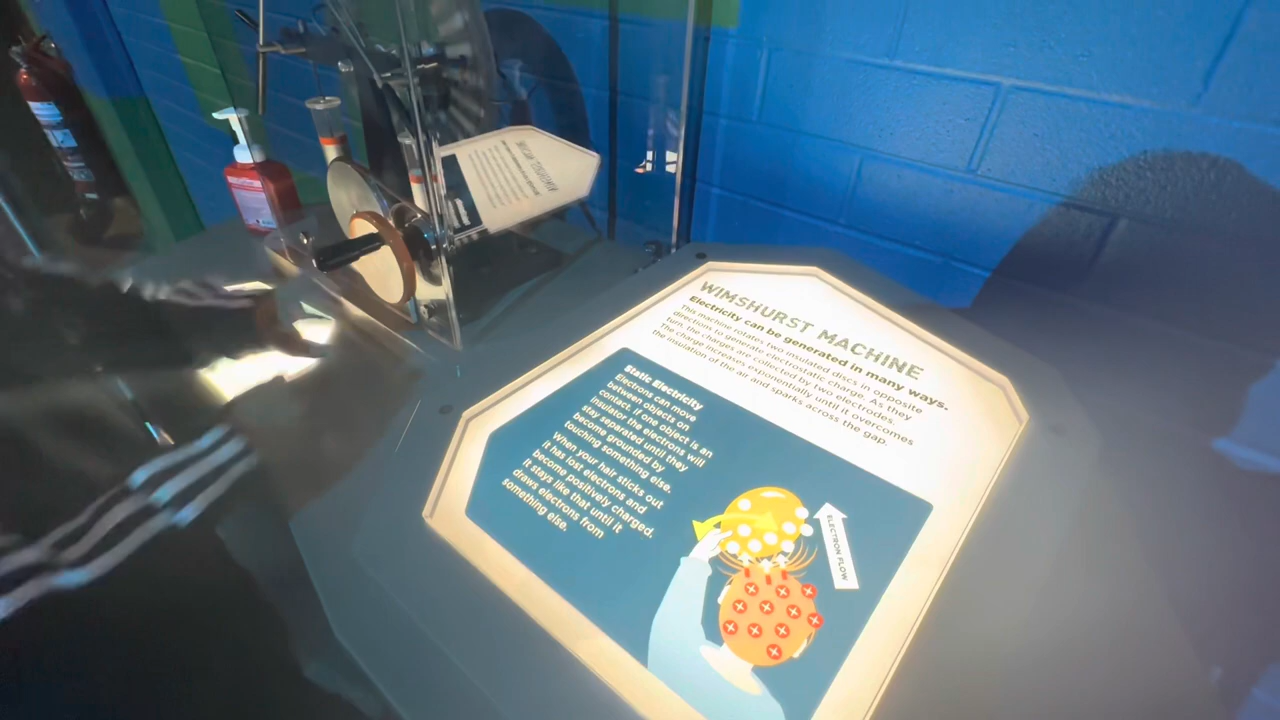 WIMSHURST MACHINE
Electricity can be generated in many ways.
This machine rotates two insulated discs in opposite
directions to generate electrostatic charge. As they
turn, the charges are collected by two electrodes.
The charge increases exponentially until it overcomes
the insulation of the air and sparks across the gap.
Static Electricity
Electrons can move
between objects on
contact. if one object is an
insulator the electrons will
stay separated until they
become grounded by
touching something else.
When your hair sticks out
it has lost electrons and
become positively charged.
It stays like that until it
draws electrons from
something else.
ELECTRON FLOW